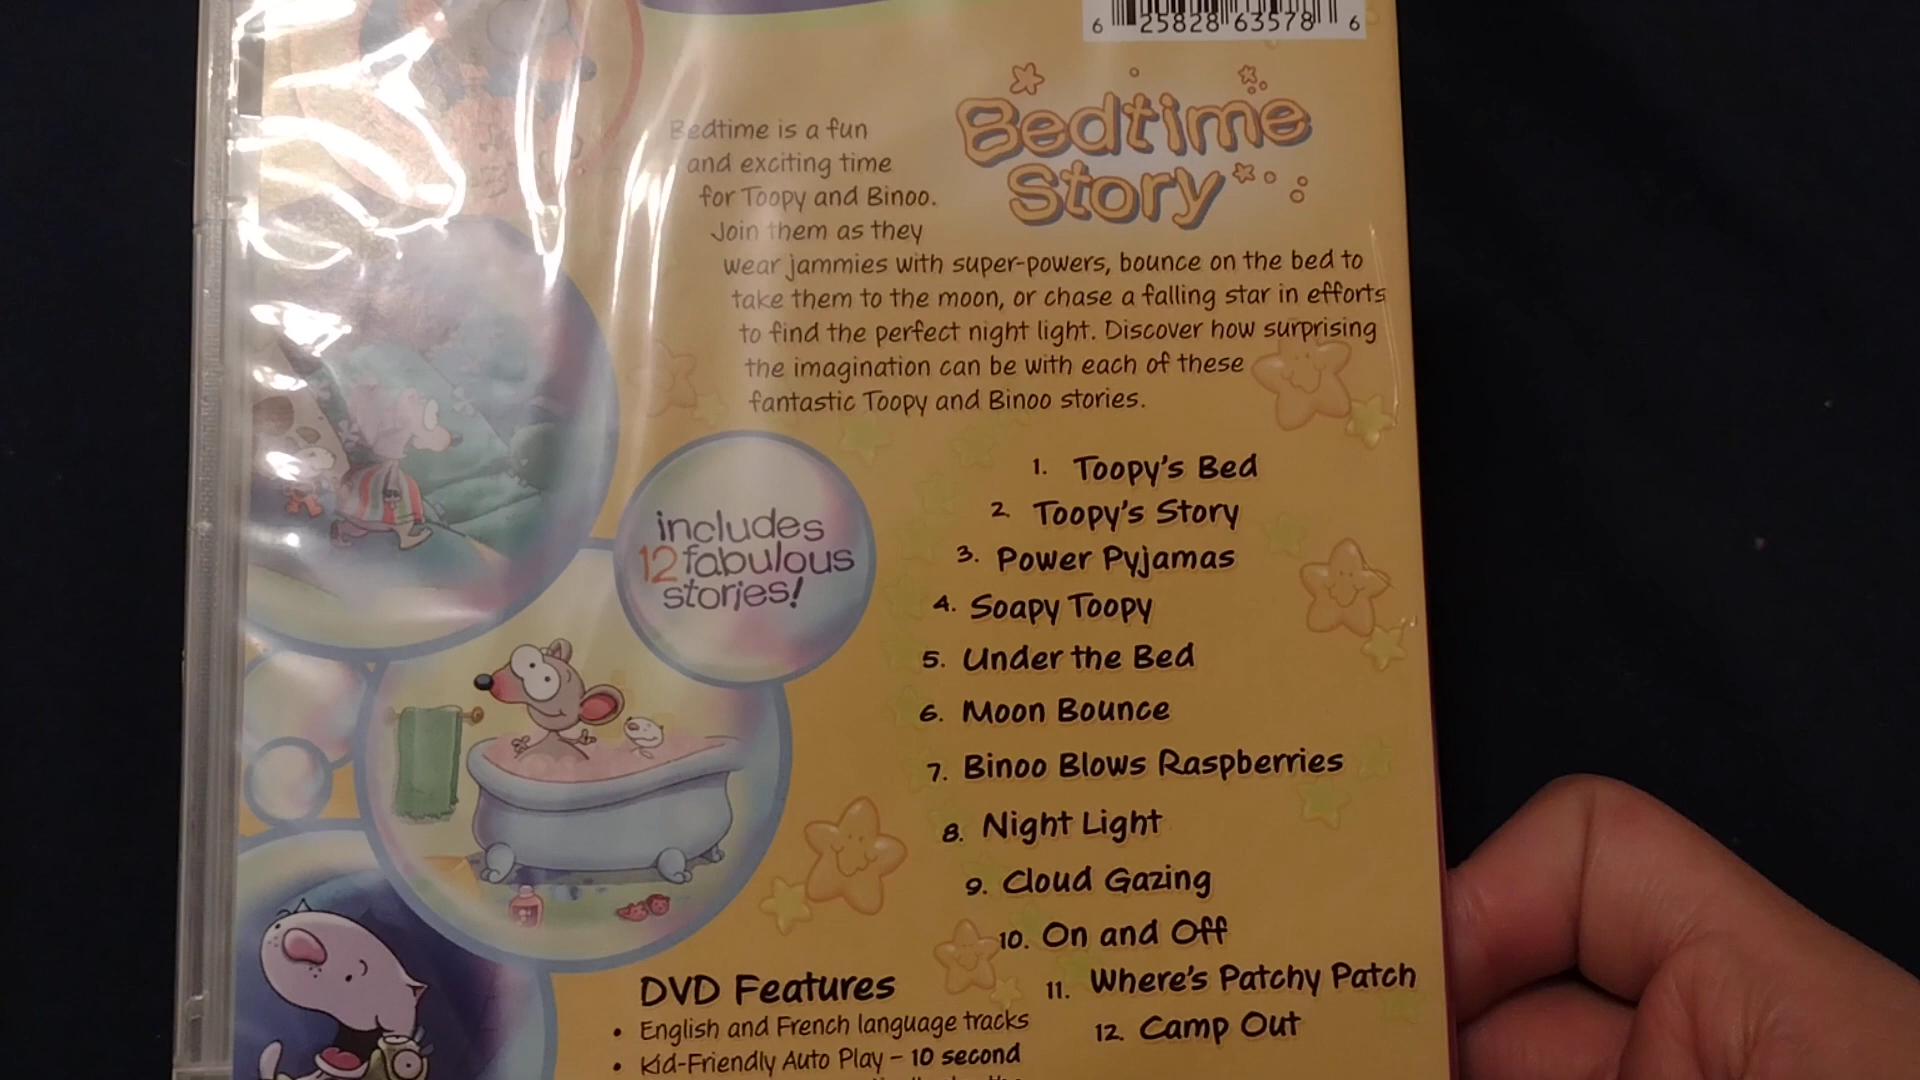 6 25828 63578 6
Bedtime
Story
Bedtime is a fun
and exciting time
for Toopy and Binoo.
Join them as they
wear jammies with super-powers, bounce on the bed to
take them to the moon, or chase a falling star in efforts
to find the perfect night light. Discover how surprising
the imagination can be with each of these
fantastic Toopy and Binoo stories.
includes
12 fabulous
stories!
1. Toopy's Bed
2. Toopy's Story
3. Power Pyjamas
4. Soapy Toopy
5. Under the Bed
6. Moon Bounce
7. Binoo Blows Raspberries
8. Night Light
9. Cloud Gazing
10. On and Off
11. Where's Patchy Patch
12. Camp Out
DVD Features
• English and French language tracks
• Kid-Friendly Auto Play – 10 second